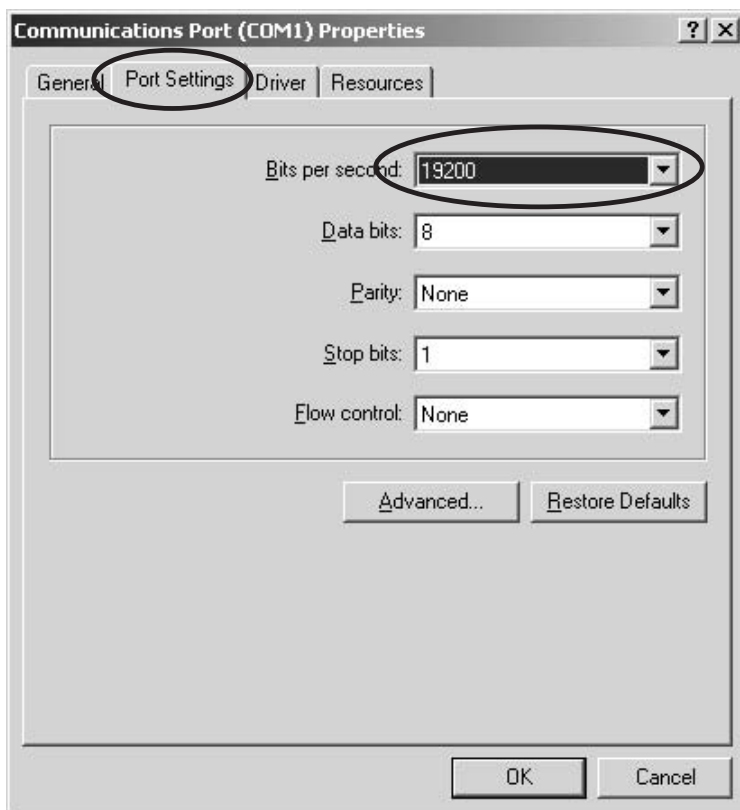 Communications Port (COM1) Properties
General Port Settings Driver Resources
Bits per second: 19200
Data bits: 8
Parity: None
Stop bits: 1
Flow control: None
Advanced... Restore Defaults
OK Cancel